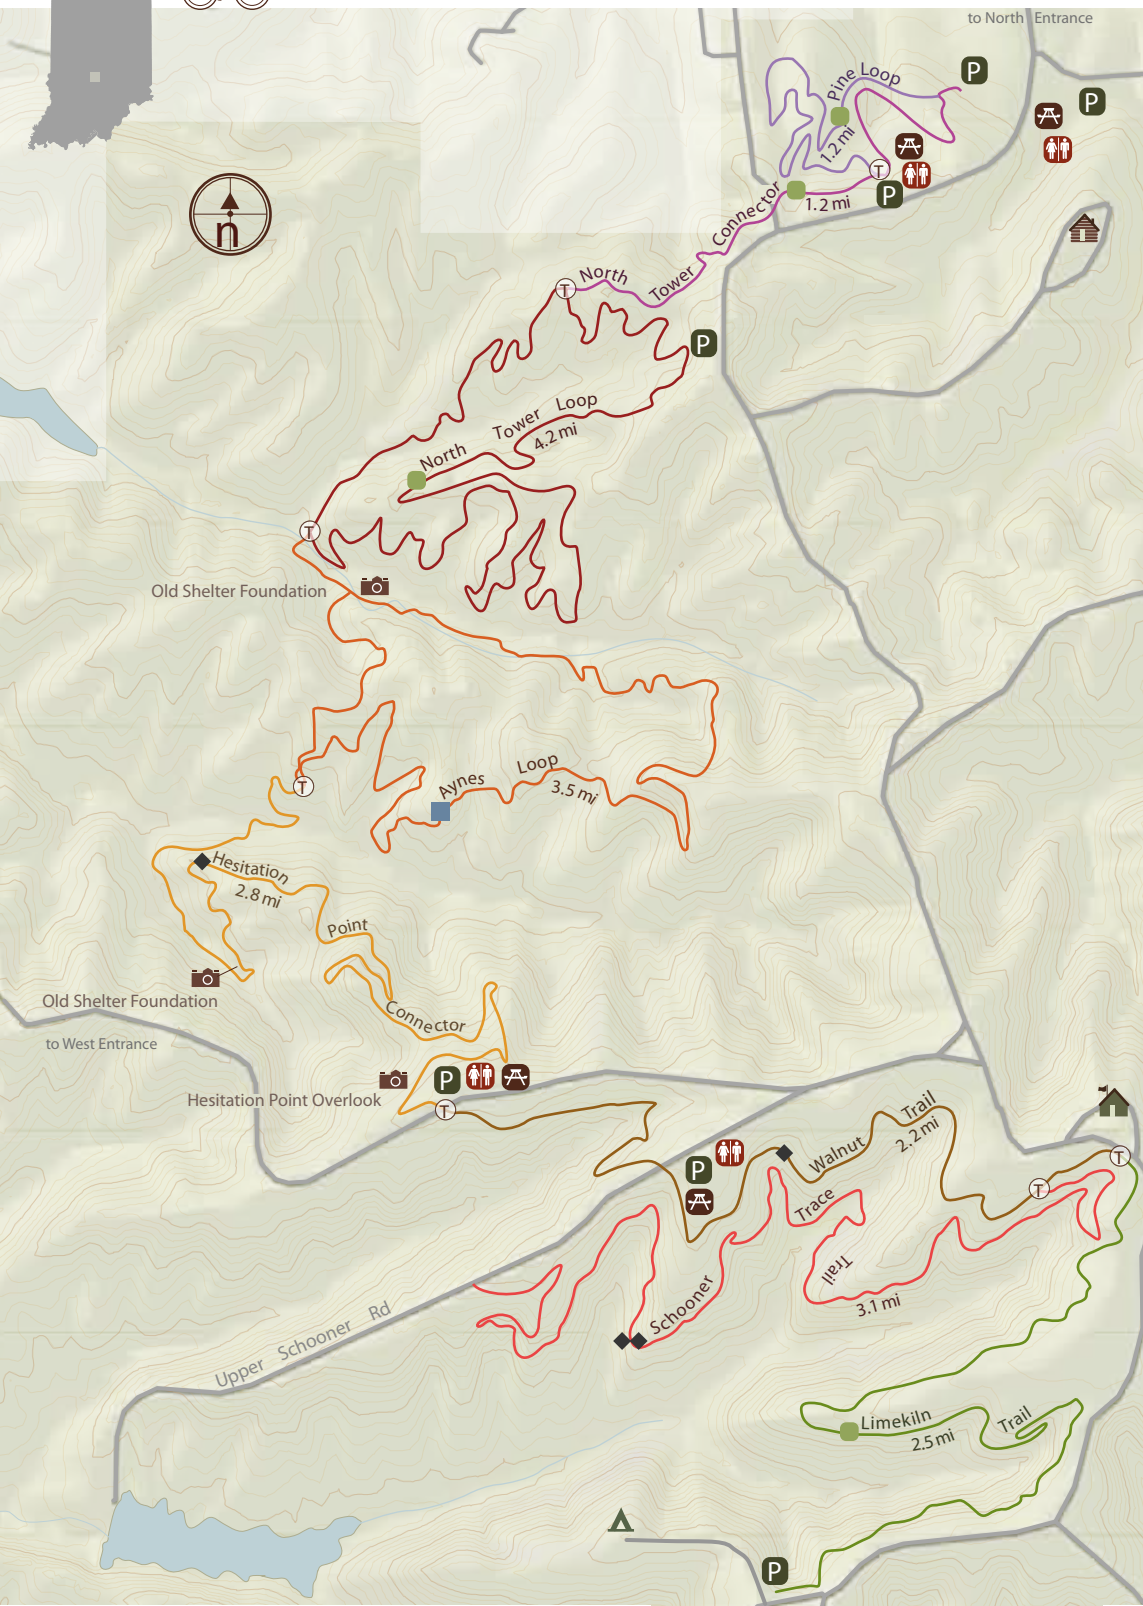 to North Entrance
Pine Loop
1.2 mi
P
P
T
P
1.2 mi
North Tower Connector
n
T
P
North Tower Loop
4.2 mi
T
Old Shelter Foundation
Aynes Loop
3.5 mi
T
Hesitation Point Connector
2.8 mi
Old Shelter Foundation
to West Entrance
Hesitation Point Overlook
P
T
Walnut Trail
2.2 mi
P
T
T
Schooner Trace Trail
3.1 mi
Upper Schooner Rd
Limekiln Trail
2.5 mi
P